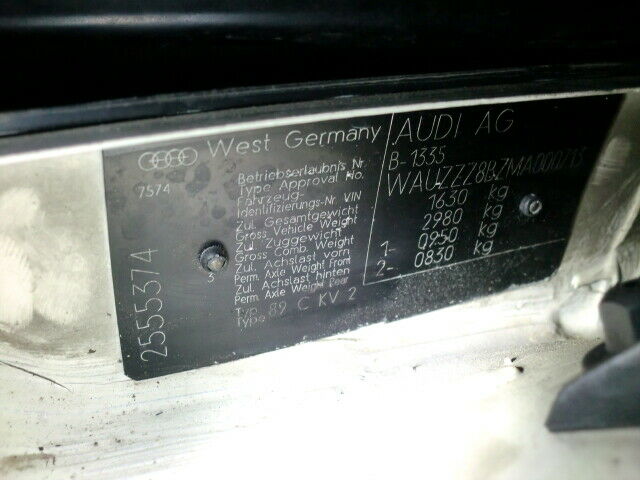 West Germany
AUDI AG
7574
Betriebserlaubnis Nr.
Type Approval No.
B-1335
Fahrzeug-
Identifizierungs-Nr VIN
WAUZZZ8BZMA000713
Zul. Gesamtgewicht
Gross Vehicle Weight
1630 kg
Zul. Zuggewicht
Gross Comb. Weight
2980 kg
Zul. Achslast vorn
Perm. Axle Weight Front
1- 0950 kg
Zul. Achslast hinten
Perm. Axle Weight Rear
2- 0830 kg
Typ
Type 89 C KV 2
2555374